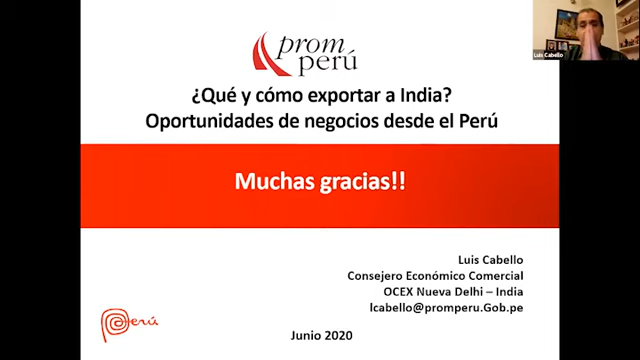 prom
perú
¿Qué y cómo exportar a India?
Oportunidades de negocios desde el Perú
Muchas gracias!!
Luis Cabello
Consejero Económico Comercial
OCEX Nueva Delhi – India
lcabello@promperu.Gob.pe
Perú
Junio 2020
Luis Cabello